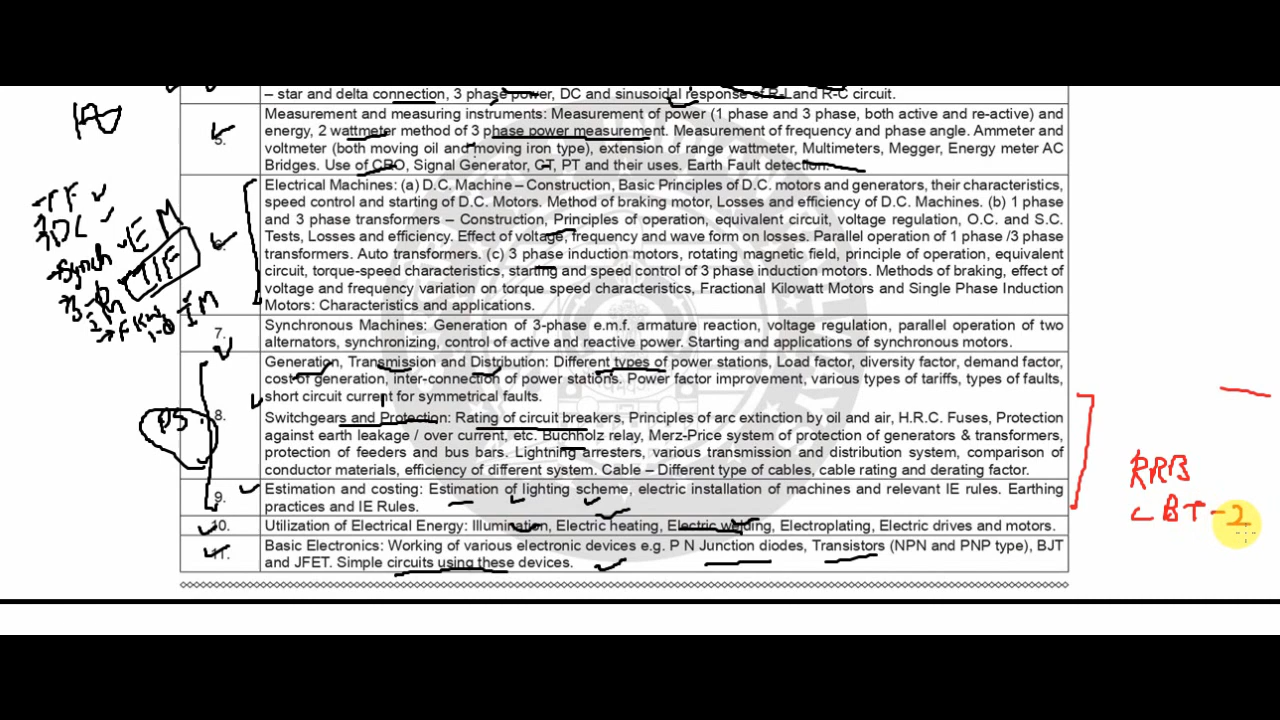 – star and delta connection, 3 phase power, DC and sinusoidal response of R-L and R-C circuit.
5.
Measurement and measuring instruments: Measurement of power (1 phase and 3 phase, both active and re-active) and
energy, 2 wattmeter method of 3 phase power measurement. Measurement of frequency and phase angle. Ammeter and
voltmeter (both moving oil and moving iron type), extension of range wattmeter, Multimeters, Megger, Energy meter AC
Bridges. Use of CRO, Signal Generator, CT, PT and their uses. Earth Fault detection.
6.
Electrical Machines: (a) D.C. Machine – Construction, Basic Principles of D.C. motors and generators, their characteristics,
speed control and starting of D.C. Motors. Method of braking motor, Losses and efficiency of D.C. Machines. (b) 1 phase
and 3 phase transformers – Construction, Principles of operation, equivalent circuit, voltage regulation, O.C. and S.C.
Tests, Losses and efficiency. Effect of voltage, frequency and wave form on losses. Parallel operation of 1 phase /3 phase
transformers. Auto transformers. (c) 3 phase induction motors, rotating magnetic field, principle of operation, equivalent
circuit, torque-speed characteristics, starting and speed control of 3 phase induction motors. Methods of braking, effect of
voltage and frequency variation on torque speed characteristics, Fractional Kilowatt Motors and Single Phase Induction
Motors: Characteristics and applications.
EM
TF
DC
Synch
TIF
IM
7.
Synchronous Machines: Generation of 3-phase e.m.f. armature reaction, voltage regulation, parallel operation of two
alternators, synchronizing, control of active and reactive power. Starting and applications of synchronous motors.
8.
Generation, Transmission and Distribution: Different types of power stations, Load factor, diversity factor, demand factor,
cost of generation, inter-connection of power stations. Power factor improvement, various types of tariffs, types of faults,
short circuit current for symmetrical faults.
Switchgears and Protection: Rating of circuit breakers, Principles of arc extinction by oil and air, H.R.C. Fuses, Protection
against earth leakage / over current, etc. Buchholz relay, Merz-Price system of protection of generators & transformers,
protection of feeders and bus bars. Lightning arresters, various transmission and distribution system, comparison of
conductor materials, efficiency of different system. Cable – Different type of cables, cable rating and derating factor.
PS
9.
Estimation and costing: Estimation of lighting scheme, electric installation of machines and relevant IE rules. Earthing
practices and IE Rules.
RRB
CBT-2
10.
Utilization of Electrical Energy: Illumination, Electric heating, Electric welding, Electroplating, Electric drives and motors.
11.
Basic Electronics: Working of various electronic devices e.g. P N Junction diodes, Transistors (NPN and PNP type), BJT
and JFET. Simple circuits using these devices.